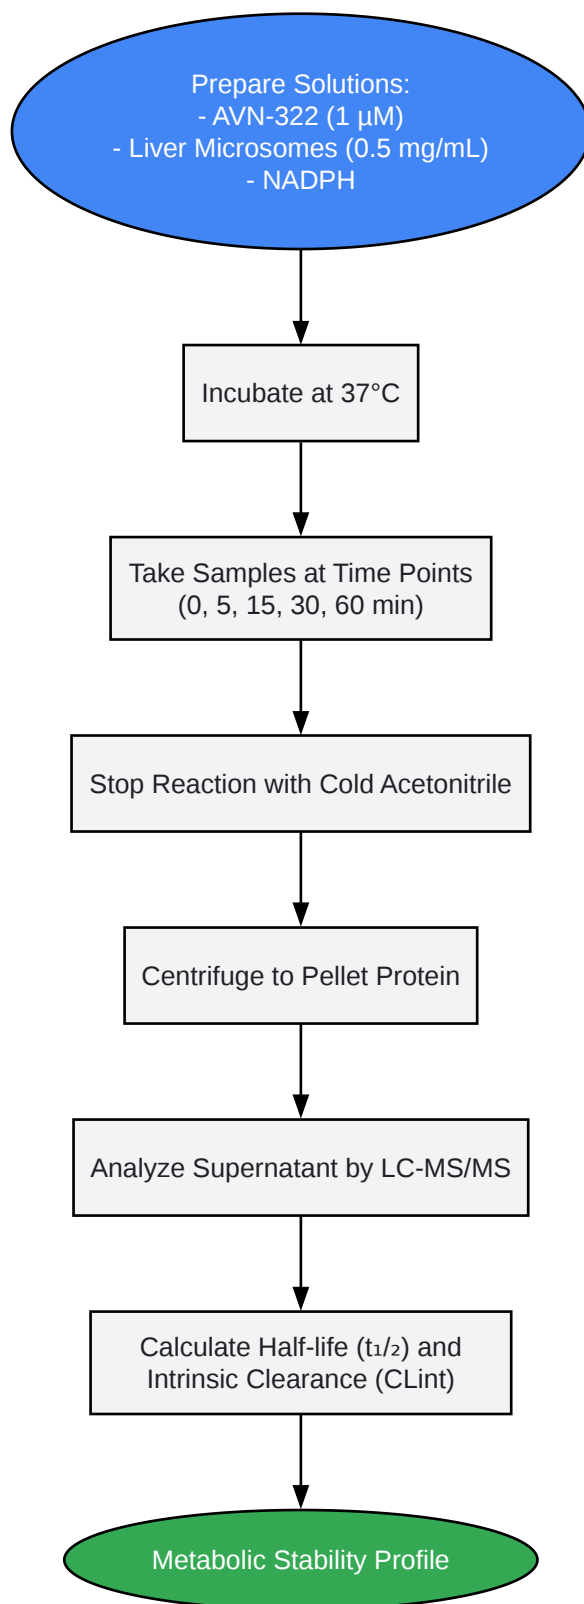 Prepare Solutions:
- AVN-322 (1 µM)
- Liver Microsomes (0.5 mg/mL)
- NADPH
Incubate at 37°C
Take Samples at Time Points
(0, 5, 15, 30, 60 min)
Stop Reaction with Cold Acetonitrile
Centrifuge to Pellet Protein
Analyze Supernatant by LC-MS/MS
Calculate Half-life (t₁/₂) and
Intrinsic Clearance (CLint)
Metabolic Stability Profile